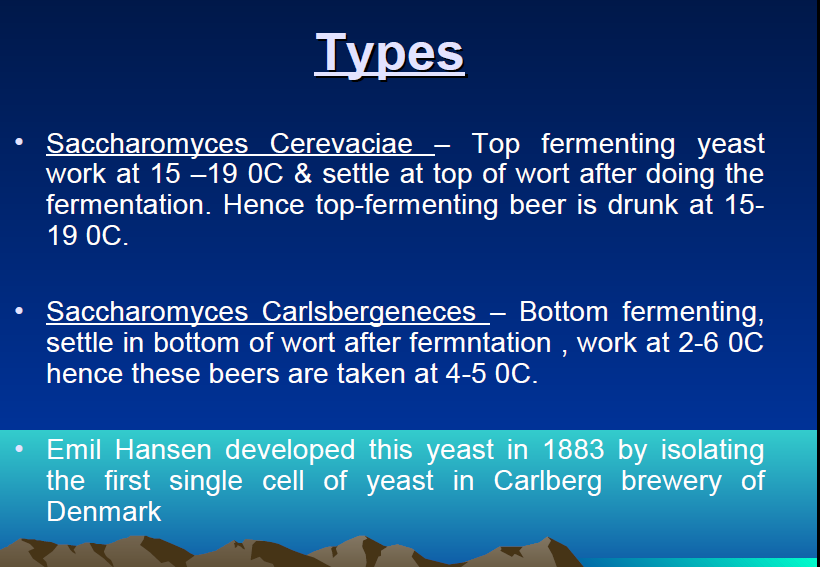 Types
• Saccharomyces Cerevaciae – Top fermenting yeast
work at 15 –19 0C & settle at top of wort after doing the
fermentation. Hence top-fermenting beer is drunk at 15-
19 0C.
• Saccharomyces Carlsbergeneces – Bottom fermenting,
settle in bottom of wort after fermntation , work at 2-6 0C
hence these beers are taken at 4-5 0C.
• Emil Hansen developed this yeast in 1883 by isolating
the first single cell of yeast in Carlberg brewery of
Denmark